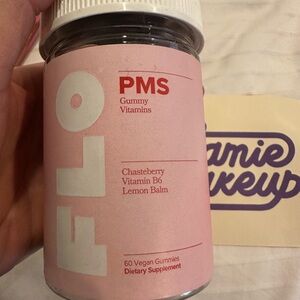 FLO
PMS
Gummy
Vitamins
Chasteberry
Vitamin B6
Lemon Balm
60 Vegan Gummies
Dietary Supplement